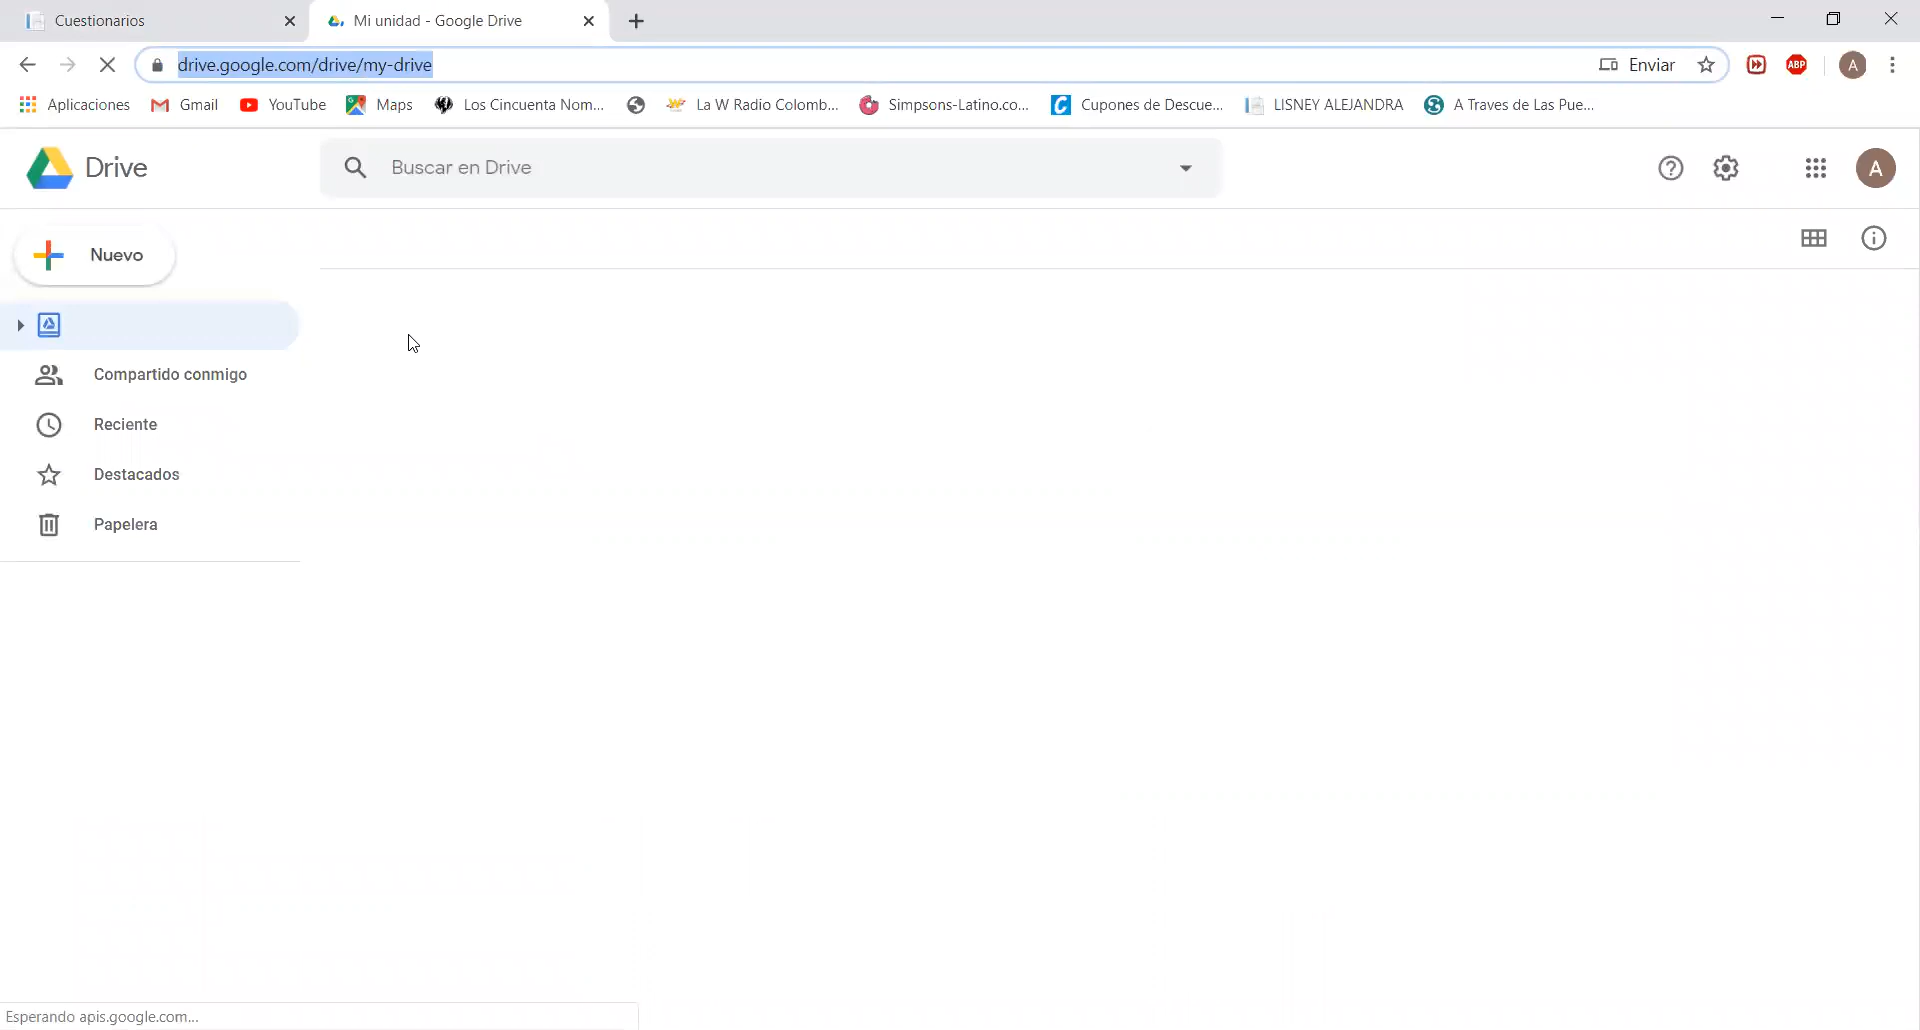 Cuestionarios
Mi unidad - Google Drive
drive.google.com/drive/my-drive
Enviar
ABP
A
Aplicaciones
Gmail
YouTube
Maps
Los Cincuenta Nom...
La W Radio Colomb...
Simpsons-Latino.co...
Cupones de Descue...
LISNEY ALEJANDRA
A Traves de Las Pue...
Drive
Buscar en Drive
A
Nuevo
Compartido conmigo
Reciente
Destacados
Papelera
Esperando apis.google.com...